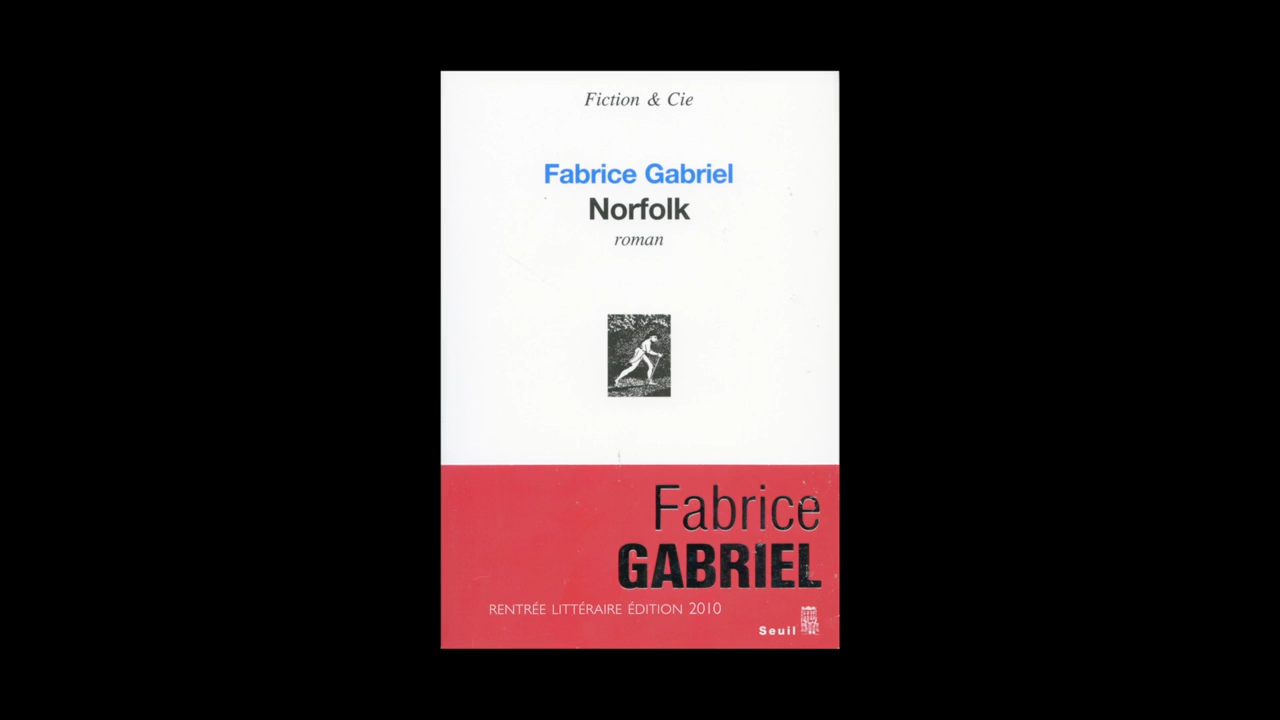 Fiction & Cie
Fabrice Gabriel
Norfolk
roman
Fabrice
GABRIEL
RENTRÉE LITTÉRAIRE ÉDITION 2010
Seuil